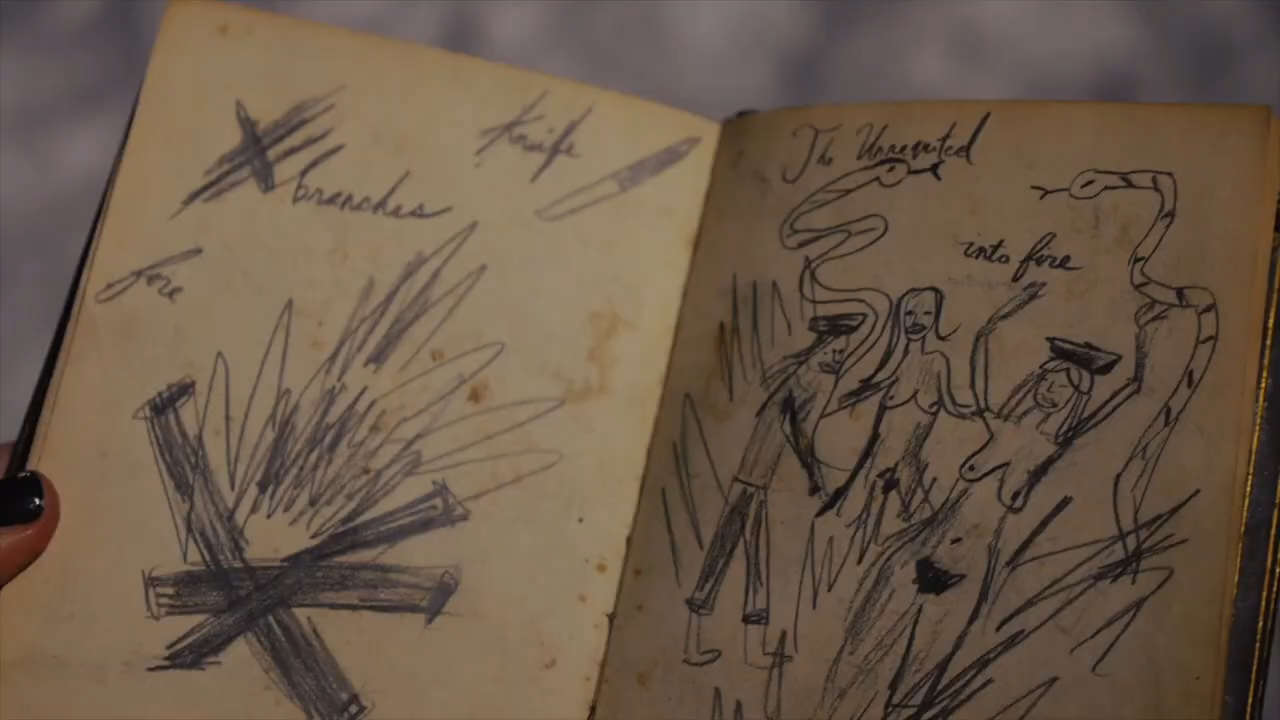 Knife
branches
fire
The Unrequited
into fire